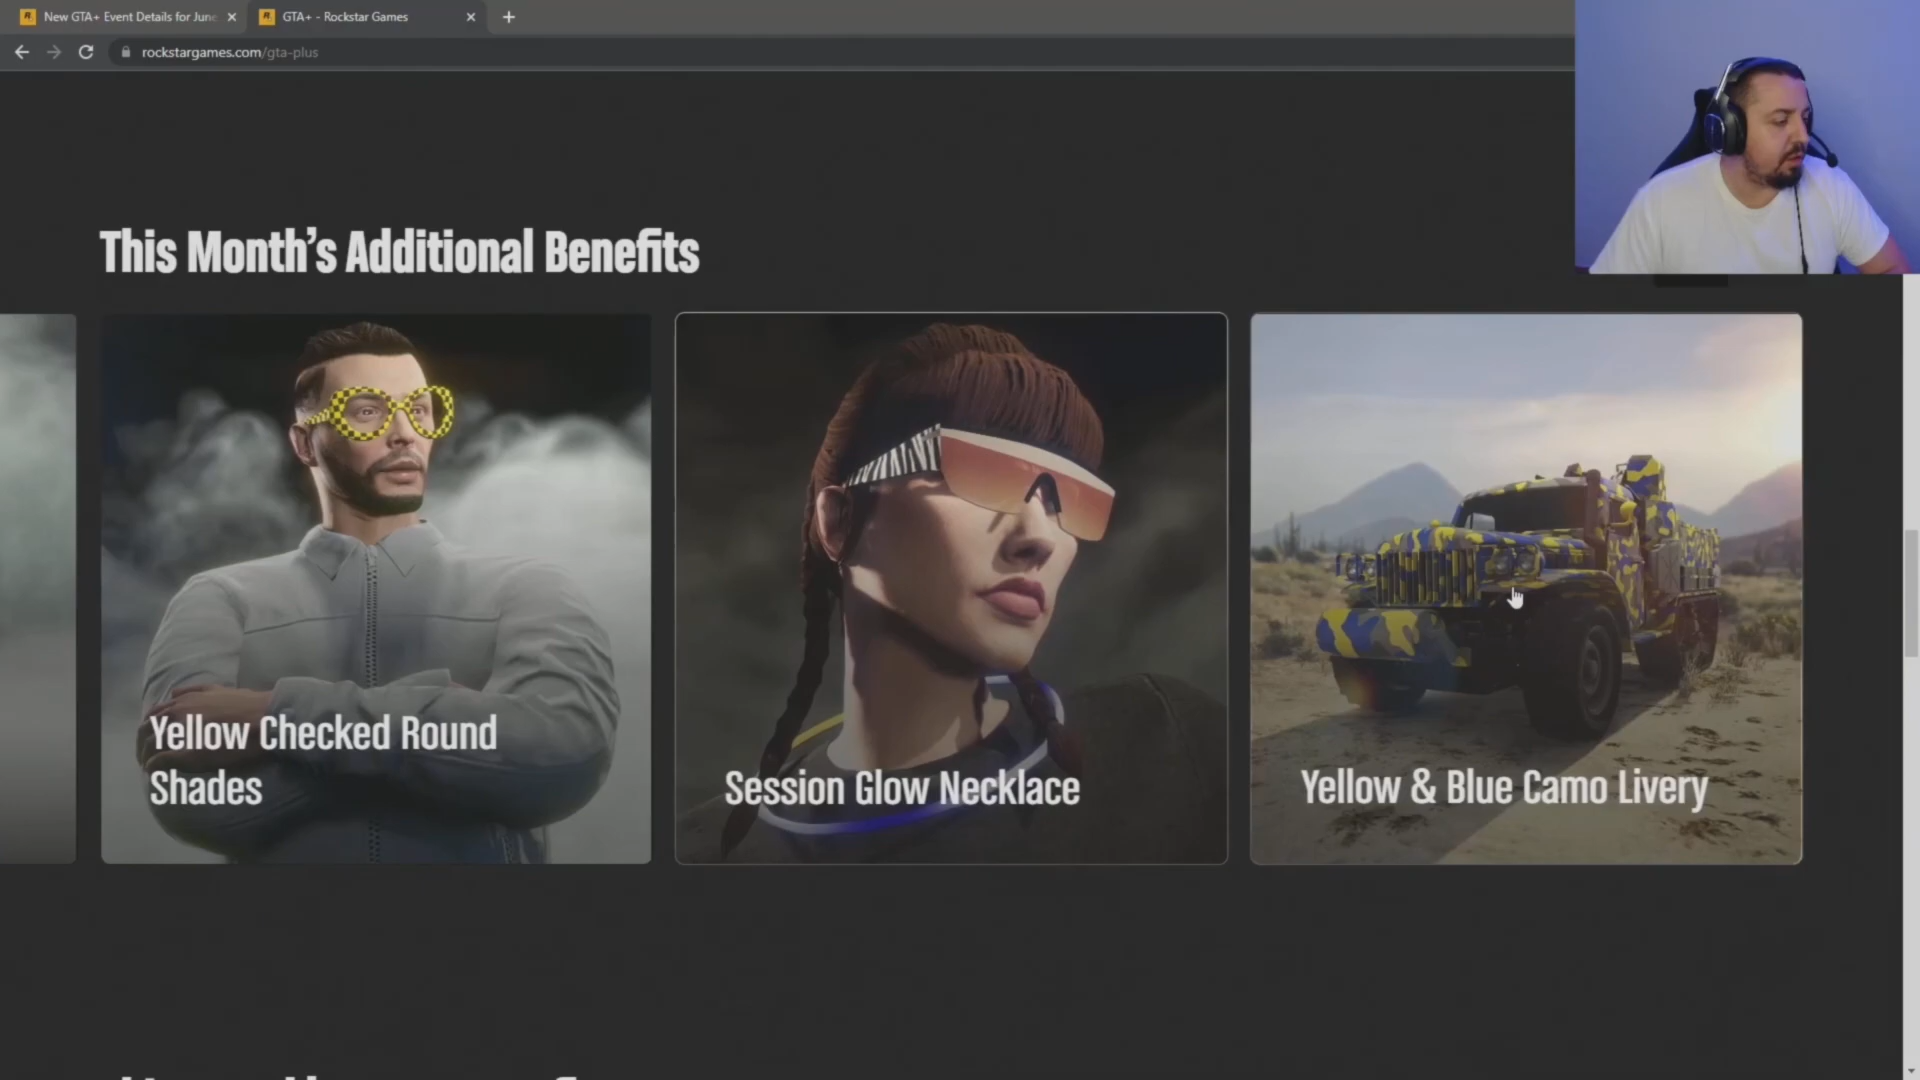 New GTA+ Event Details for June
GTA+ - Rockstar Games
rockstargames.com/gta-plus
This Month's Additional Benefits
Yellow Checked Round
Shades
Session Glow Necklace
Yellow & Blue Camo Livery